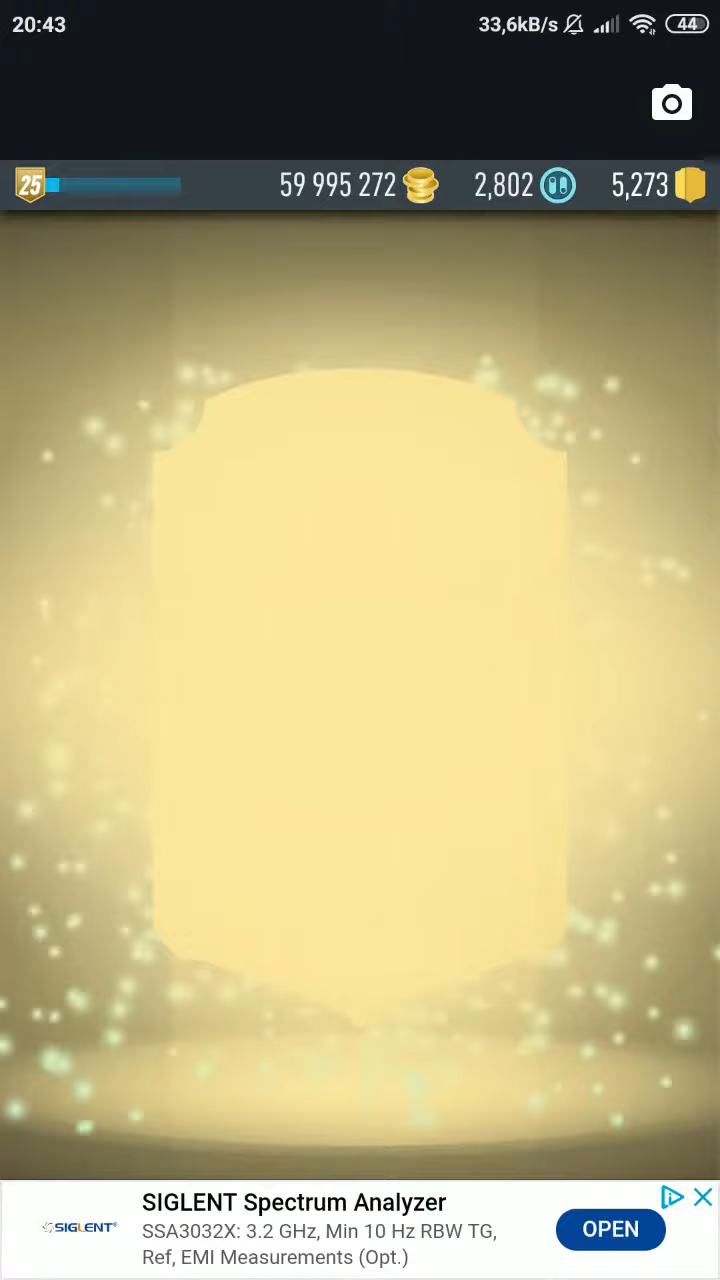 20:43 33,6kB/s 44
25 59 995 272 2,802 5,273
SIGLENT Spectrum Analyzer
SIGLENT
SSA3032X: 3.2 GHz, Min 10 Hz RBW TG,
Ref, EMI Measurements (Opt.)
OPEN